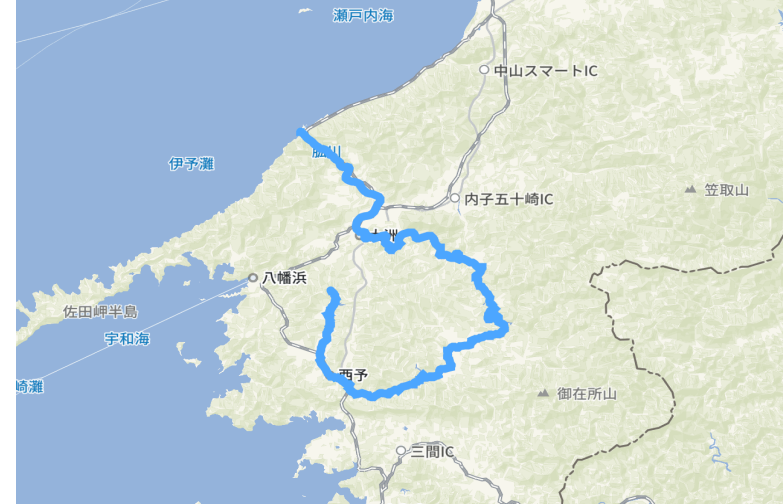 瀬戸内海
中山スマートIC
肱川
伊予灘
笠取山
内子五十崎IC
大洲
八幡浜
佐田岬半島
宇和海
西予
崎灘
御在所山
三間IC